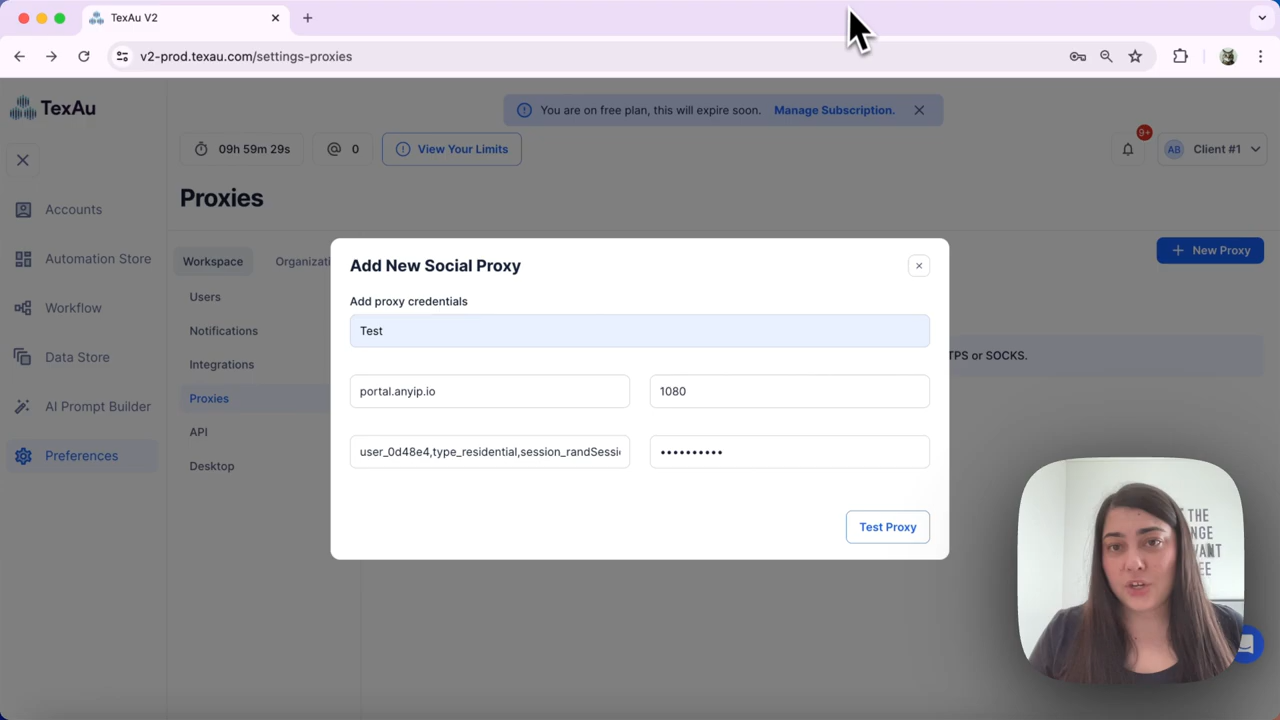 TexAu V2
v2-prod.texau.com/settings-proxies
TexAu
You are on free plan, this will expire soon. Manage Subscription.
09h 59m 29s
0
View Your Limits
9+
AB
Client #1
Proxies
Accounts
Automation Store
Workflow
Data Store
AI Prompt Builder
Preferences
Workspace
Organizati
Users
Notifications
Integrations
Proxies
API
Desktop
New Proxy
TPS or SOCKS.
Add New Social Proxy
Add proxy credentials
Test
portal.anyip.io
1080
user_0d48e4,type_residential,session_randSessi
••••••••••
Test Proxy
THE
NGE
WANT
EE